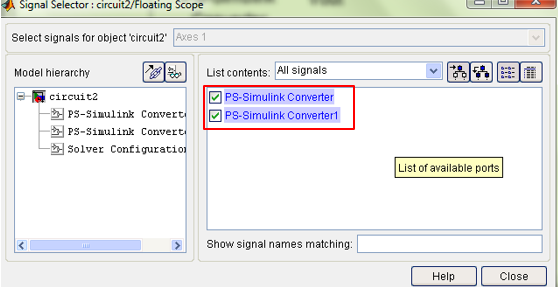 Signal Selector : circuit2/Floating Scope
Select signals for object 'circuit2' Axes 1
Model hierarchy
List contents: All signals
circuit2
PS-Simulink Converte
PS-Simulink Converte
Solver Configuration
PS-Simulink Converter
PS-Simulink Converter1
List of available ports
Show signal names matching:
Help Close